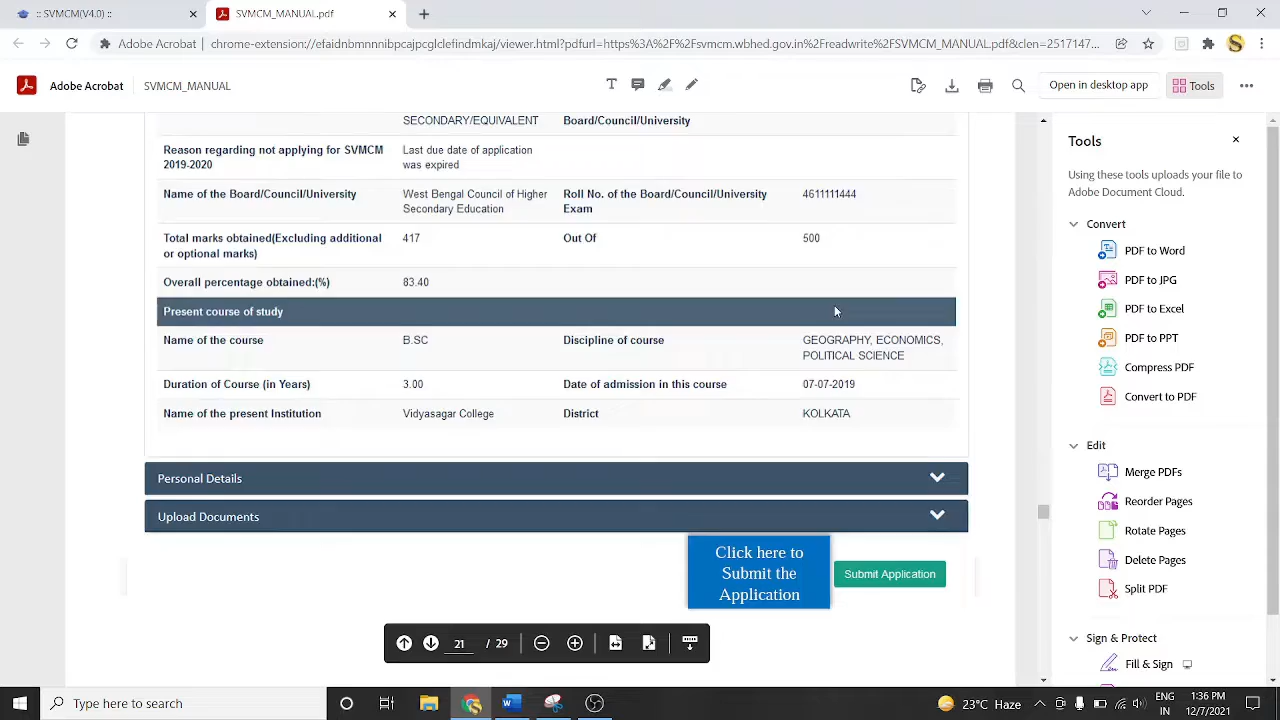 :: SVMCM(V4.0) ::
SVMCM_MANUAL.pdf
Adobe Acrobat | chrome-extension://efaidnbmnnnibpcajpcglclefindmkaj/viewer.html?pdfurl=https%3A%2F%2Fsvmcm.wbhed.gov.in%2Freadwrite%2FSVMCM_MANUAL.pdf&clen=2517147...
Adobe Acrobat
SVMCM_MANUAL
Open in desktop app
Tools
SECONDARY/EQUIVALENT Board/Council/University
Reason regarding not applying for SVMCM Last due date of application
2019-2020 was expired
Name of the Board/Council/University West Bengal Council of Higher Roll No. of the Board/Council/University 4611111444
Secondary Education Exam
Total marks obtained(Excluding additional 417 Out Of 500
or optional marks)
Overall percentage obtained:(%) 83.40
Present course of study
Name of the course B.SC Discipline of course GEOGRAPHY, ECONOMICS,
POLITICAL SCIENCE
Duration of Course (in Years) 3.00 Date of admission in this course 07-07-2019
Name of the present Institution Vidyasagar College District KOLKATA
Personal Details
Upload Documents
Click here to
Submit the
Application
Submit Application
21 / 29
Tools
Using these tools uploads your file to
Adobe Document Cloud.
Convert
PDF to Word
PDF to JPG
PDF to Excel
PDF to PPT
Compress PDF
Convert to PDF
Edit
Merge PDFs
Reorder Pages
Rotate Pages
Delete Pages
Split PDF
Sign & Protect
Fill & Sign
Type here to search
23°C Haze
ENG
IN
1:36 PM
12/7/2021